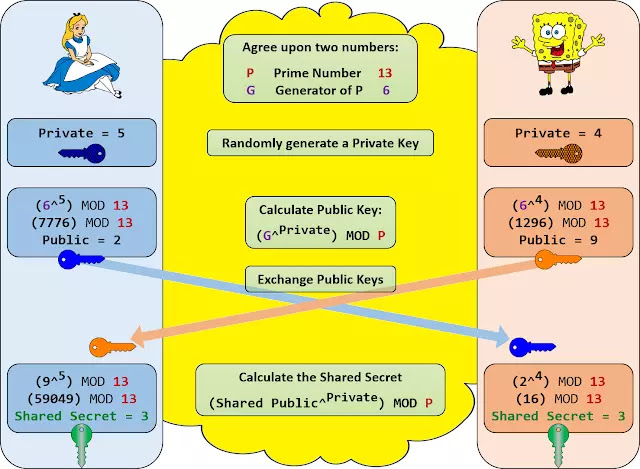 Agree upon two numbers:
P Prime Number 13
G Generator of P 6
Private = 5
Randomly generate a Private Key
Private = 4
(6^5) MOD 13
(7776) MOD 13
Public = 2
Calculate Public Key:
(G^Private) MOD P
(6^4) MOD 13
(1296) MOD 13
Public = 9
Exchange Public Keys
(9^5) MOD 13
(59049) MOD 13
Shared Secret = 3
Calculate the Shared Secret
(Shared Public^Private) MOD P
(2^4) MOD 13
(16) MOD 13
Shared Secret = 3